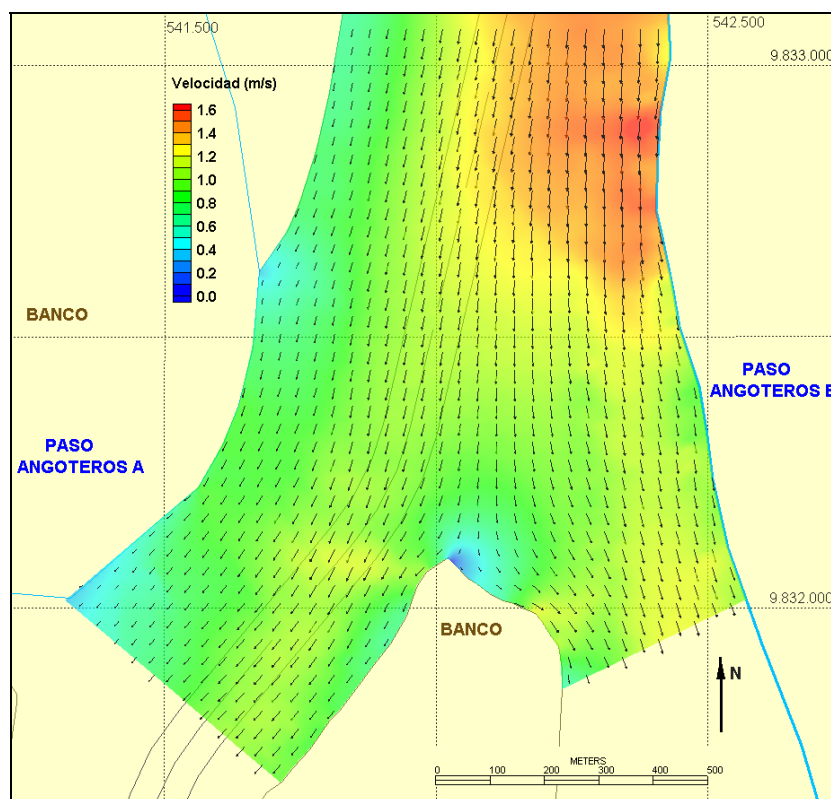 541.500
542.500
9.833.000
Velocidad (m/s)
1.6
1.4
1.2
1.0
0.8
0.6
0.4
0.2
0.0
BANCO
PASO
ANGOTEROS B
PASO
ANGOTEROS A
9.832.000
BANCO
N
METERS
0 100 200 300 400 500